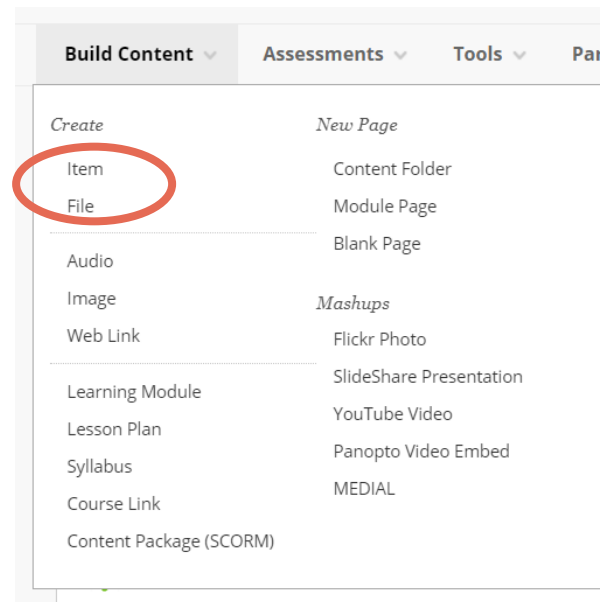 Build Content Assessments Tools
Create
Item
File
Audio
Image
Web Link
Learning Module
Lesson Plan
Syllabus
Course Link
Content Package (SCORM)
New Page
Content Folder
Module Page
Blank Page
Mashups
Flickr Photo
SlideShare Presentation
YouTube Video
Panopto Video Embed
MEDIAL